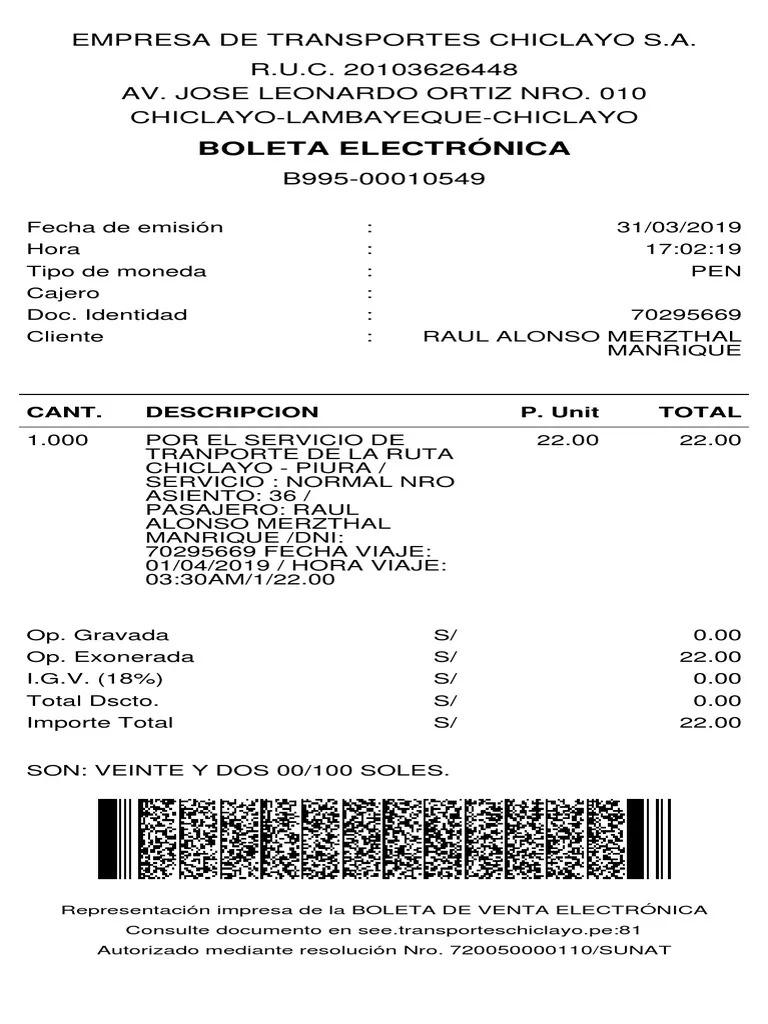 EMPRESA DE TRANSPORTES CHICLAYO S.A.
R.U.C. 20103626448
AV. JOSE LEONARDO ORTIZ NRO. 010
CHICLAYO-LAMBAYEQUE-CHICLAYO
BOLETA ELECTRÓNICA
B995-00010549
Fecha de emisión : 31/03/2019
Hora : 17:02:19
Tipo de moneda : PEN
Cajero :
Doc. Identidad : 70295669
Cliente : RAUL ALONSO MERZTHAL
MANRIQUE
CANT. DESCRIPCION P. Unit TOTAL
1.000 POR EL SERVICIO DE 22.00 22.00
TRANPORTE DE LA RUTA
CHICLAYO - PIURA /
SERVICIO : NORMAL NRO
ASIENTO: 36 /
PASAJERO: RAUL
ALONSO MERZTHAL
MANRIQUE /DNI:
70295669 FECHA VIAJE:
01/04/2019 / HORA VIAJE:
03:30AM/1/22.00
Op. Gravada S/ 0.00
Op. Exonerada S/ 22.00
I.G.V. (18%) S/ 0.00
Total Dscto. S/ 0.00
Importe Total S/ 22.00
SON: VEINTE Y DOS 00/100 SOLES.
Representación impresa de la BOLETA DE VENTA ELECTRÓNICA
Consulte documento en see.transporteschiclayo.pe:81
Autorizado mediante resolución Nro. 720050000110/SUNAT